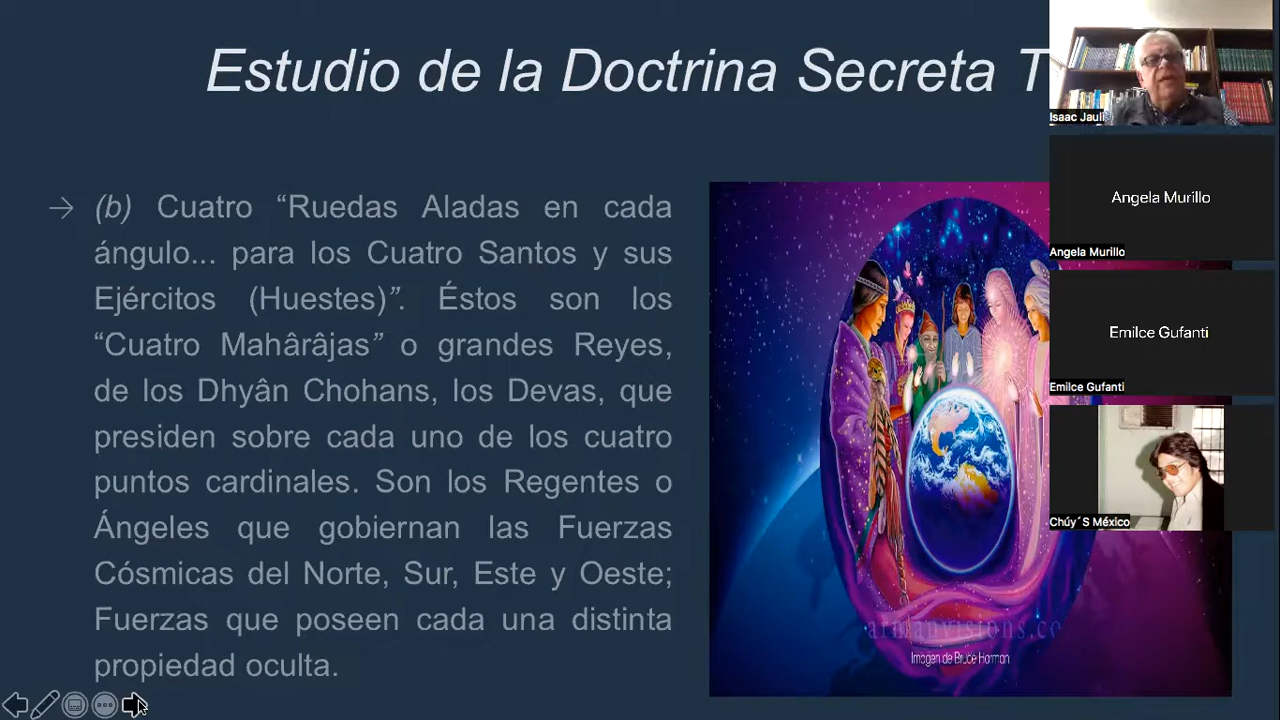 Estudio de la Doctrina Secreta T
→ (b) Cuatro “Ruedas Aladas en cada
ángulo... para los Cuatro Santos y sus
Ejércitos (Huestes)”. Éstos son los
“Cuatro Mahârâjas” o grandes Reyes,
de los Dhyân Chohans, los Devas, que
presiden sobre cada uno de los cuatro
puntos cardinales. Son los Regentes o
Ángeles que gobiernan las Fuerzas
Cósmicas del Norte, Sur, Este y Oeste;
Fuerzas que poseen cada una distinta
propiedad oculta.
armanvisions.co
Imagen de Bruce Harman
Isaac Jauli
Angela Murillo
Angela Murillo
Emilce Gufanti
Emilce Gufanti
Chúy´S México